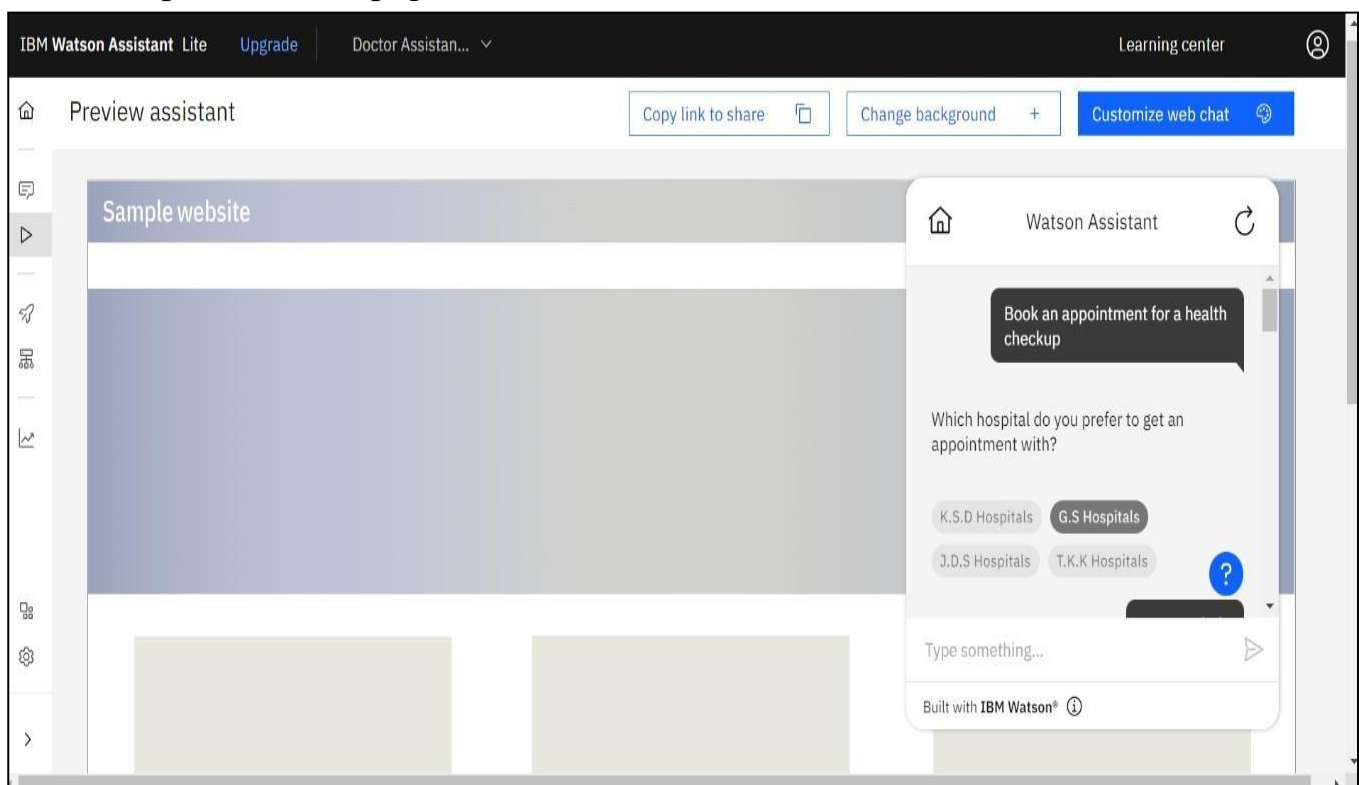 IBM Watson Assistant Lite Upgrade Doctor Assistan...
Learning center
Preview assistant
Copy link to share
Change background +
Customize web chat
Sample website
Watson Assistant
Book an appointment for a health
checkup
Which hospital do you prefer to get an
appointment with?
K.S.D Hospitals G.S Hospitals
J.D.S Hospitals T.K.K Hospitals
?
Type something...
Built with IBM Watson®